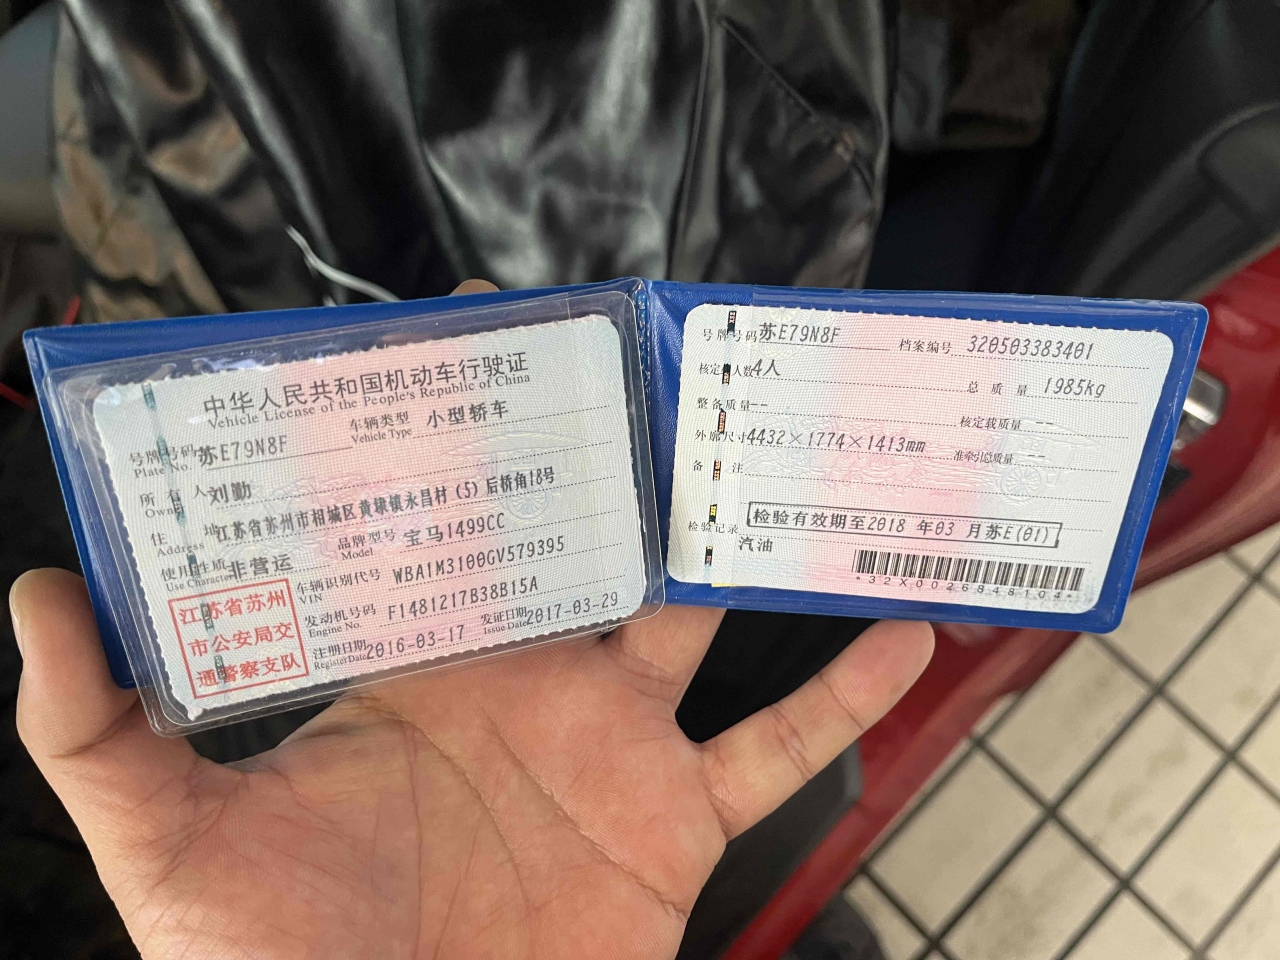 中华人民共和国机动车行驶证
Vehicle License of the People's Republic of China
号牌号码 苏E79N8F 车辆类型 小型轿车
Plate No. Vehicle Type
所有人 刘勤
Owner
住址 江苏省苏州市相城区黄埭镇永昌村(5)后桥角18号
Address
使用性质 非营运 品牌型号 宝马1499CC
Use Character Model
车辆识别代号 WBA1M3100GV579395
VIN
发动机号码 F1481217B38B15A
Engine No.
注册日期 2016-03-17 发证日期 2017-03-29
Register Date Issue Date
江苏省苏州
市公安局交
通警察支队
号牌号码 苏E79N8F 档案编号 320503383401
核定人数 4人 总质量 1985kg
整备质量 -- 核定载质量 --
外廓尺寸 4432×1774×1413mm 准牵引总质量 --
备注
检验记录 检验有效期至2018 年03 月苏E(01)
汽油
*32X0026848104*